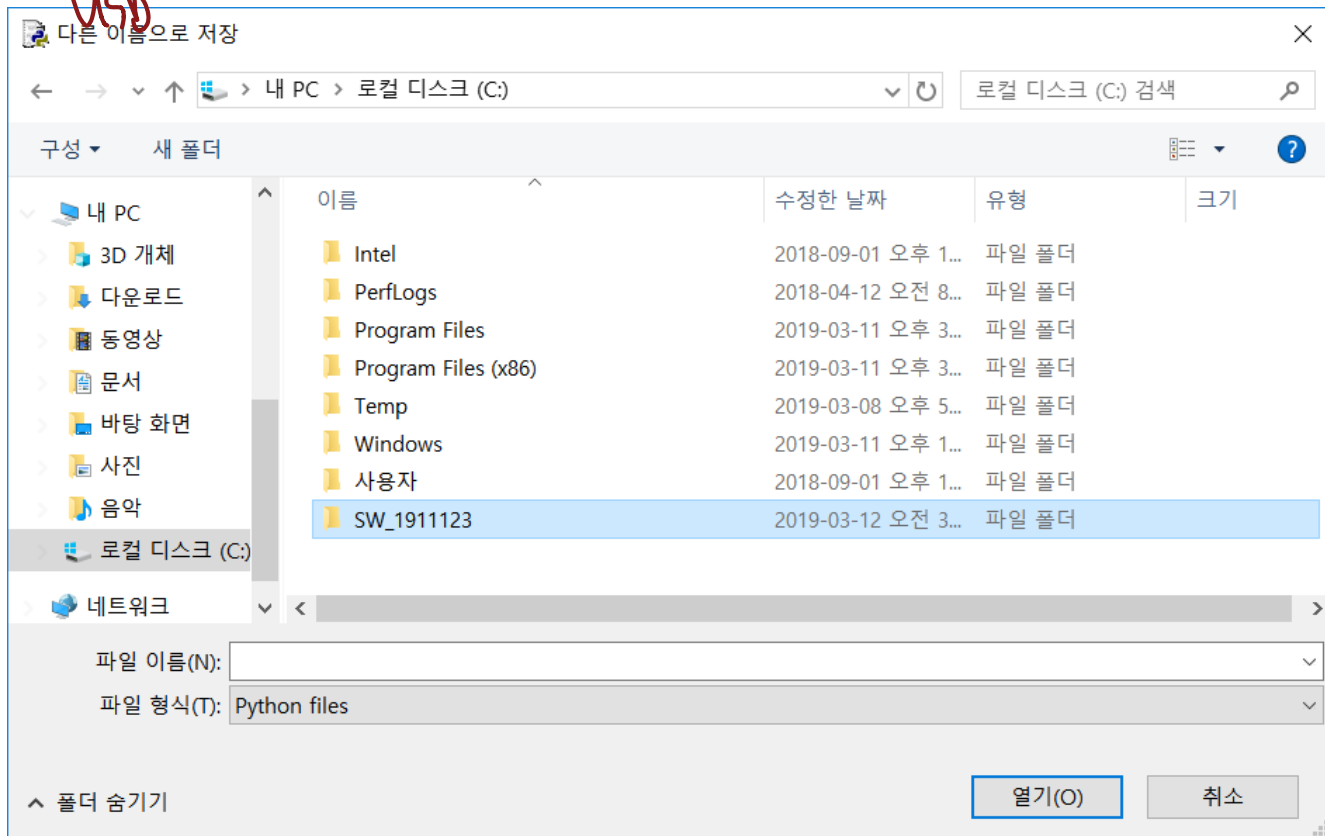 USB
다른 이름으로 저장
내 PC > 로컬 디스크 (C:)
로컬 디스크 (C:) 검색
구성
새 폴더
이름 수정한 날짜 유형 크기
내 PC
3D 개체
다운로드
동영상
문서
바탕 화면
사진
음악
로컬 디스크 (C:)
네트워크
Intel 2018-09-01 오후 1... 파일 폴더
PerfLogs 2018-04-12 오전 8... 파일 폴더
Program Files 2019-03-11 오후 3... 파일 폴더
Program Files (x86) 2019-03-11 오후 3... 파일 폴더
Temp 2019-03-08 오후 5... 파일 폴더
Windows 2019-03-11 오후 1... 파일 폴더
사용자 2018-09-01 오후 1... 파일 폴더
SW_1911123 2019-03-12 오전 3... 파일 폴더
파일 이름(N):
파일 형식(T): Python files
폴더 숨기기
열기(O)
취소